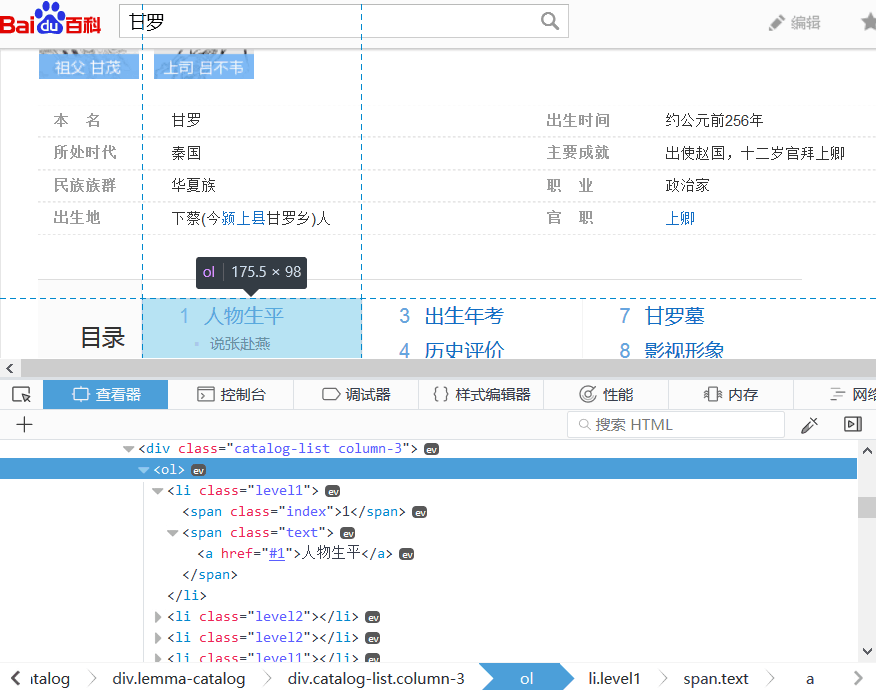 Bai du 百科
甘罗
编辑
祖父 甘茂 上司 吕不韦
本 名 甘罗 出生时间 约公元前256年
所处时代 秦国 主要成就 出使赵国，十二岁官拜上卿
民族族群 华夏族 职 业 政治家
出生地 下蔡(今颍上县甘罗乡)人 官 职 上卿
ol 175.5 × 98
目录
1 人物生平 3 出生年考 7 甘罗墓
说张赴燕 4 历史评价 8 影视形象
查看器 控制台 调试器 {} 样式编辑器 性能 内存 网络
搜索 HTML
<div class="catalog-list column-3"> ev
<ol> ev
<li class="level1"> ev
<span class="index">1</span> ev
<span class="text"> ev
<a href="#1">人物生平</a> ev
</span>
</li>
<li class="level2"></li> ev
<li class="level2"></li> ev
<li class="level1"></li> ev
atalog div.lemma-catalog div.catalog-list.column-3 ol li.level1 span.text a